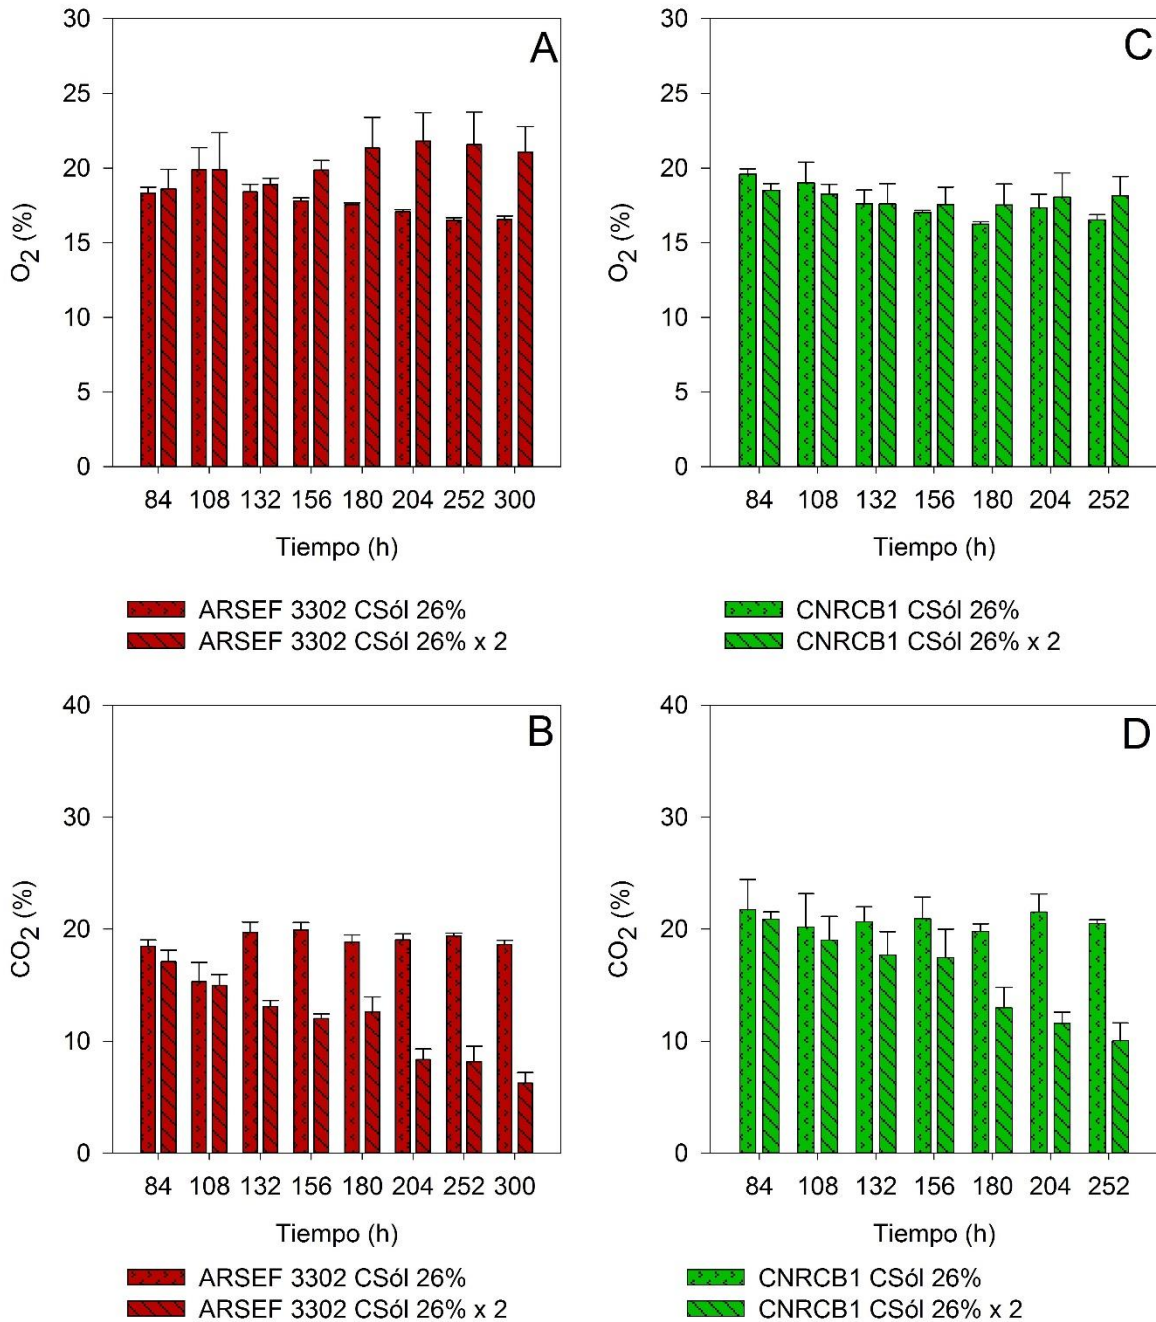 A
30
25
20
15
10
5
0
O2 (%)
84 108 132 156 180 204 252 300
Tiempo (h)
ARSEF 3302 CSól 26%
ARSEF 3302 CSól 26% x 2
C
30
25
20
15
10
5
0
O2 (%)
84 108 132 156 180 204 252
Tiempo (h)
CNRCB1 CSól 26%
CNRCB1 CSól 26% x 2
B
40
30
20
10
0
CO2 (%)
84 108 132 156 180 204 252 300
Tiempo (h)
ARSEF 3302 CSól 26%
ARSEF 3302 CSól 26% x 2
D
40
30
20
10
0
CO2 (%)
84 108 132 156 180 204 252
Tiempo (h)
CNRCB1 CSól 26%
CNRCB1 CSól 26% x 2